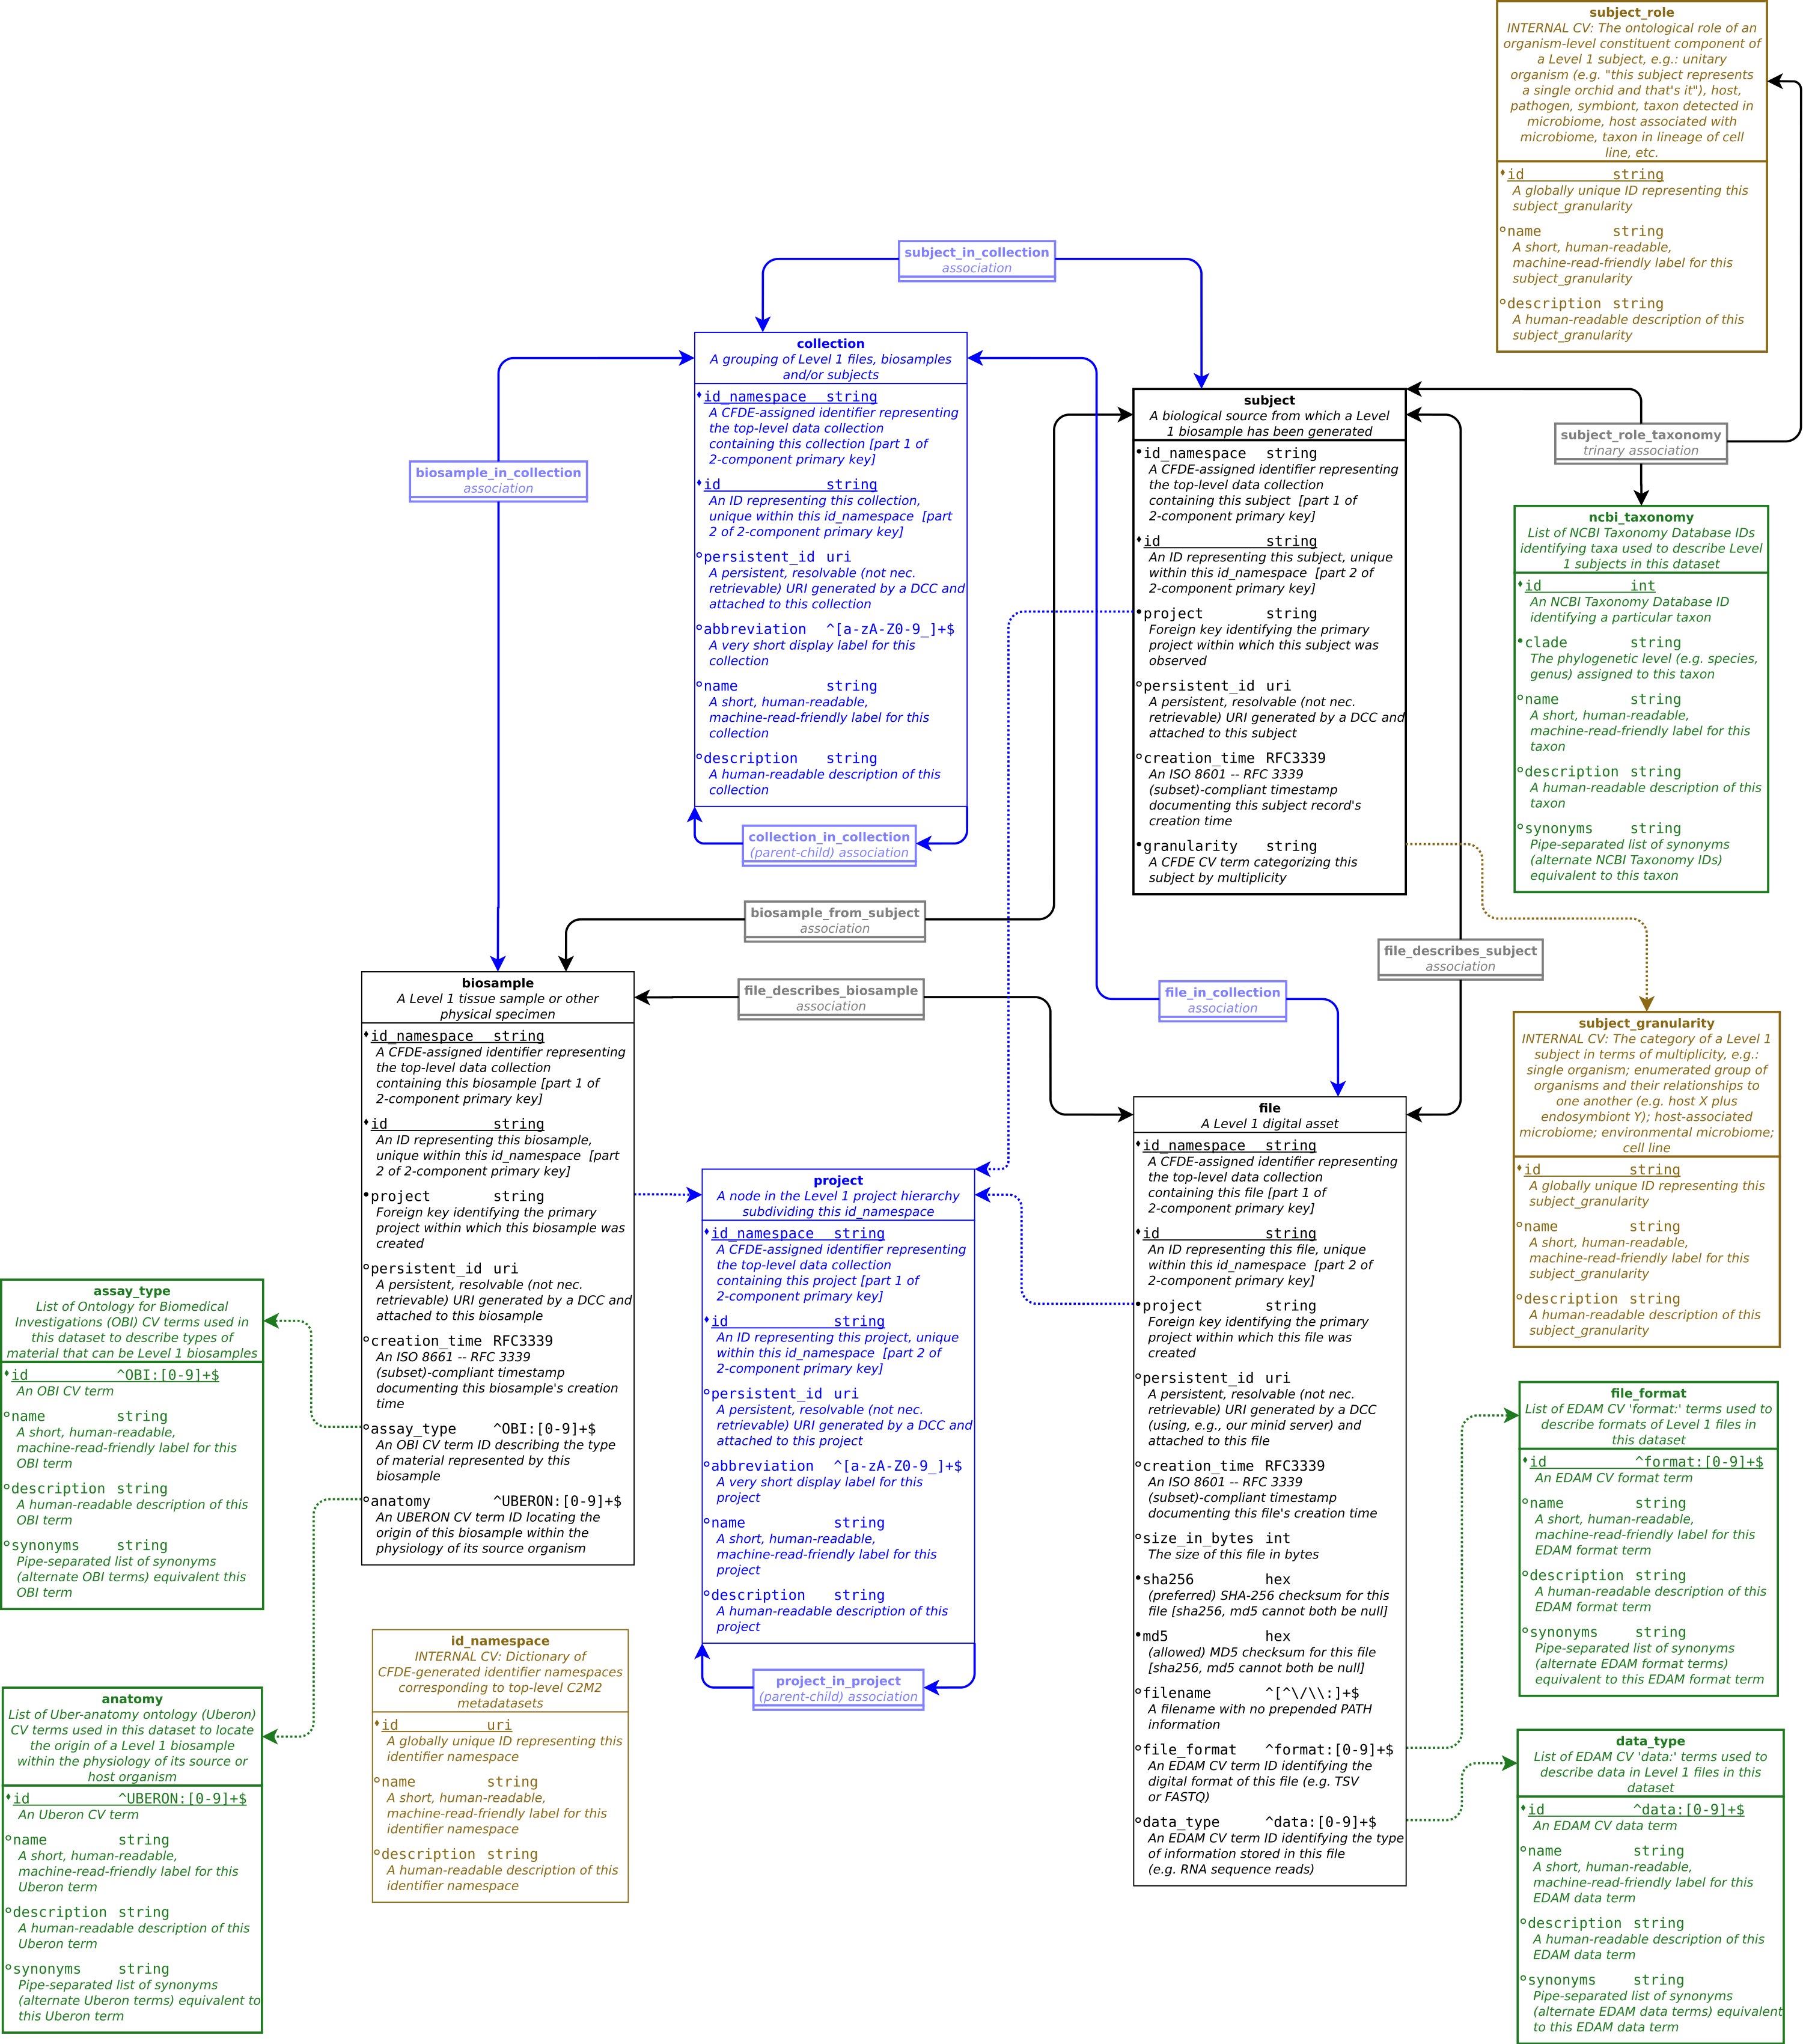 subject_role
INTERNAL CV: The ontological role of an
organism-level constituent component of
a Level 1 subject, e.g.: unitary
organism (e.g. "this subject represents
a single orchid and that's it"), host,
pathogen, symbiont, taxon detected in
microbiome, host associated with
microbiome, taxon in lineage of cell
line, etc.
id string
A globally unique ID representing this
subject_granularity
name string
A short, human-readable,
machine-read-friendly label for this
subject_granularity
description string
A human-readable description of this
subject_granularity
subject_in_collection
association
collection
A grouping of Level 1 files, biosamples
and/or subjects
id_namespace string
A CFDE-assigned identifier representing
the top-level data collection
containing this collection [part 1 of
2-component primary key]
id string
An ID representing this collection,
unique within this id_namespace [part
2 of 2-component primary key]
persistent_id uri
A persistent, resolvable (not nec.
retrievable) URI generated by a DCC and
attached to this collection
abbreviation ^[a-zA-Z0-9_]+$
A very short display label for this
collection
name string
A short, human-readable,
machine-read-friendly label for this
collection
description string
A human-readable description of this
collection
collection_in_collection
(parent-child) association
biosample_in_collection
association
subject
A biological source from which a Level
1 biosample has been generated
id_namespace string
A CFDE-assigned identifier representing
the top-level data collection
containing this subject [part 1 of
2-component primary key]
id string
An ID representing this subject, unique
within this id_namespace [part 2 of
2-component primary key]
project string
Foreign key identifying the primary
project within which this subject was
observed
persistent_id uri
A persistent, resolvable (not nec.
retrievable) URI generated by a DCC and
attached to this subject
creation_time RFC3339
An ISO 8601 -- RFC 3339
(subset)-compliant timestamp
documenting this subject record's
creation time
granularity string
A CFDE CV term categorizing this
subject by multiplicity
subject_role_taxonomy
trinary association
ncbi_taxonomy
List of NCBI Taxonomy Database IDs
identifying taxa used to describe Level
1 subjects in this dataset
id int
An NCBI Taxonomy Database ID
identifying a particular taxon
clade string
The phylogenetic level (e.g. species,
genus) assigned to this taxon
name string
A short, human-readable,
machine-read-friendly label for this
taxon
description string
A human-readable description of this
taxon
synonyms string
Pipe-separated list of synonyms
(alternate NCBI Taxonomy IDs)
equivalent to this taxon
biosample_from_subject
association
file_describes_biosample
association
file_in_collection
association
file_describes_subject
association
biosample
A Level 1 tissue sample or other
physical specimen
id_namespace string
A CFDE-assigned identifier representing
the top-level data collection
containing this biosample [part 1 of
2-component primary key]
id string
An ID representing this biosample,
unique within this id_namespace [part
2 of 2-component primary key]
project string
Foreign key identifying the primary
project within which this biosample was
created
persistent_id uri
A persistent, resolvable (not nec.
retrievable) URI generated by a DCC and
attached to this biosample
creation_time RFC3339
An ISO 8661 -- RFC 3339
(subset)-compliant timestamp
documenting this biosample's creation
time
assay_type ^OBI:[0-9]+$
An OBI CV term ID describing the type
of material represented by this
biosample
anatomy ^UBERON:[0-9]+$
An UBERON CV term ID locating the
origin of this biosample within the
physiology of its source organism
project
A node in the Level 1 project hierarchy
subdividing this id_namespace
id_namespace string
A CFDE-assigned identifier representing
the top-level data collection
containing this project [part 1 of
2-component primary key]
id string
An ID representing this project, unique
within this id_namespace [part 2 of
2-component primary key]
persistent_id uri
A persistent, resolvable (not nec.
retrievable) URI generated by a DCC and
attached to this project
abbreviation ^[a-zA-Z0-9_]+$
A very short display label for this
project
name string
A short, human-readable,
machine-read-friendly label for this
project
description string
A human-readable description of this
project
project_in_project
(parent-child) association
file
A Level 1 digital asset
id_namespace string
A CFDE-assigned identifier representing
the top-level data collection
containing this file [part 1 of
2-component primary key]
id string
An ID representing this file, unique
within this id_namespace [part 2 of
2-component primary key]
project string
Foreign key identifying the primary
project within which this file was
created
persistent_id uri
A persistent, resolvable (not nec.
retrievable) URI generated by a DCC
(using, e.g., our minid server) and
attached to this file
creation_time RFC3339
An ISO 8601 -- RFC 3339
(subset)-compliant timestamp
documenting this file's creation time
size_in_bytes int
The size of this file in bytes
sha256 hex
(preferred) SHA-256 checksum for this
file [sha256, md5 cannot both be null]
md5 hex
(allowed) MD5 checksum for this file
[sha256, md5 cannot both be null]
filename ^[^\/\\:]+$
A filename with no prepended PATH
information
file_format ^format:[0-9]+$
An EDAM CV term ID identifying the
digital format of this file (e.g. TSV
or FASTQ)
data_type ^data:[0-9]+$
An EDAM CV term ID identifying the type
of information stored in this file
(e.g. RNA sequence reads)
subject_granularity
INTERNAL CV: The category of a Level 1
subject in terms of multiplicity, e.g.:
single organism; enumerated group of
organisms and their relationships to
one another (e.g. host X plus
endosymbiont Y); host-associated
microbiome; environmental microbiome;
cell line
id string
A globally unique ID representing this
subject_granularity
name string
A short, human-readable,
machine-read-friendly label for this
subject_granularity
description string
A human-readable description of this
subject_granularity
assay_type
List of Ontology for Biomedical
Investigations (OBI) CV terms used in
this dataset to describe types of
material that can be Level 1 biosamples
id ^OBI:[0-9]+$
An OBI CV term
name string
A short, human-readable,
machine-read-friendly label for this
OBI term
description string
A human-readable description of this
OBI term
synonyms string
Pipe-separated list of synonyms
(alternate OBI terms) equivalent this
OBI term
file_format
List of EDAM CV 'format:' terms used to
describe formats of Level 1 files in
this dataset
id ^format:[0-9]+$
An EDAM CV format term
name string
A short, human-readable,
machine-read-friendly label for this
EDAM format term
description string
A human-readable description of this
EDAM format term
synonyms string
Pipe-separated list of synonyms
(alternate EDAM format terms)
equivalent to this EDAM format term
id_namespace
INTERNAL CV: Dictionary of
CFDE-generated identifier namespaces
corresponding to top-level C2M2
metadatasets
id uri
A globally unique ID representing this
identifier namespace
name string
A short, human-readable,
machine-read-friendly label for this
identifier namespace
description string
A human-readable description of this
identifier namespace
anatomy
List of Uber-anatomy ontology (Uberon)
CV terms used in this dataset to locate
the origin of a Level 1 biosample
within the physiology of its source or
host organism
id ^UBERON:[0-9]+$
An Uberon CV term
name string
A short, human-readable,
machine-read-friendly label for this
Uberon term
description string
A human-readable description of this
Uberon term
synonyms string
Pipe-separated list of synonyms
(alternate Uberon terms) equivalent to
this Uberon term
data_type
List of EDAM CV 'data:' terms used to
describe data in Level 1 files in this
dataset
id ^data:[0-9]+$
An EDAM CV data term
name string
A short, human-readable,
machine-read-friendly label for this
EDAM data term
description string
A human-readable description of this
EDAM data term
synonyms string
Pipe-separated list of synonyms
(alternate EDAM data terms) equivalent
to this EDAM data term